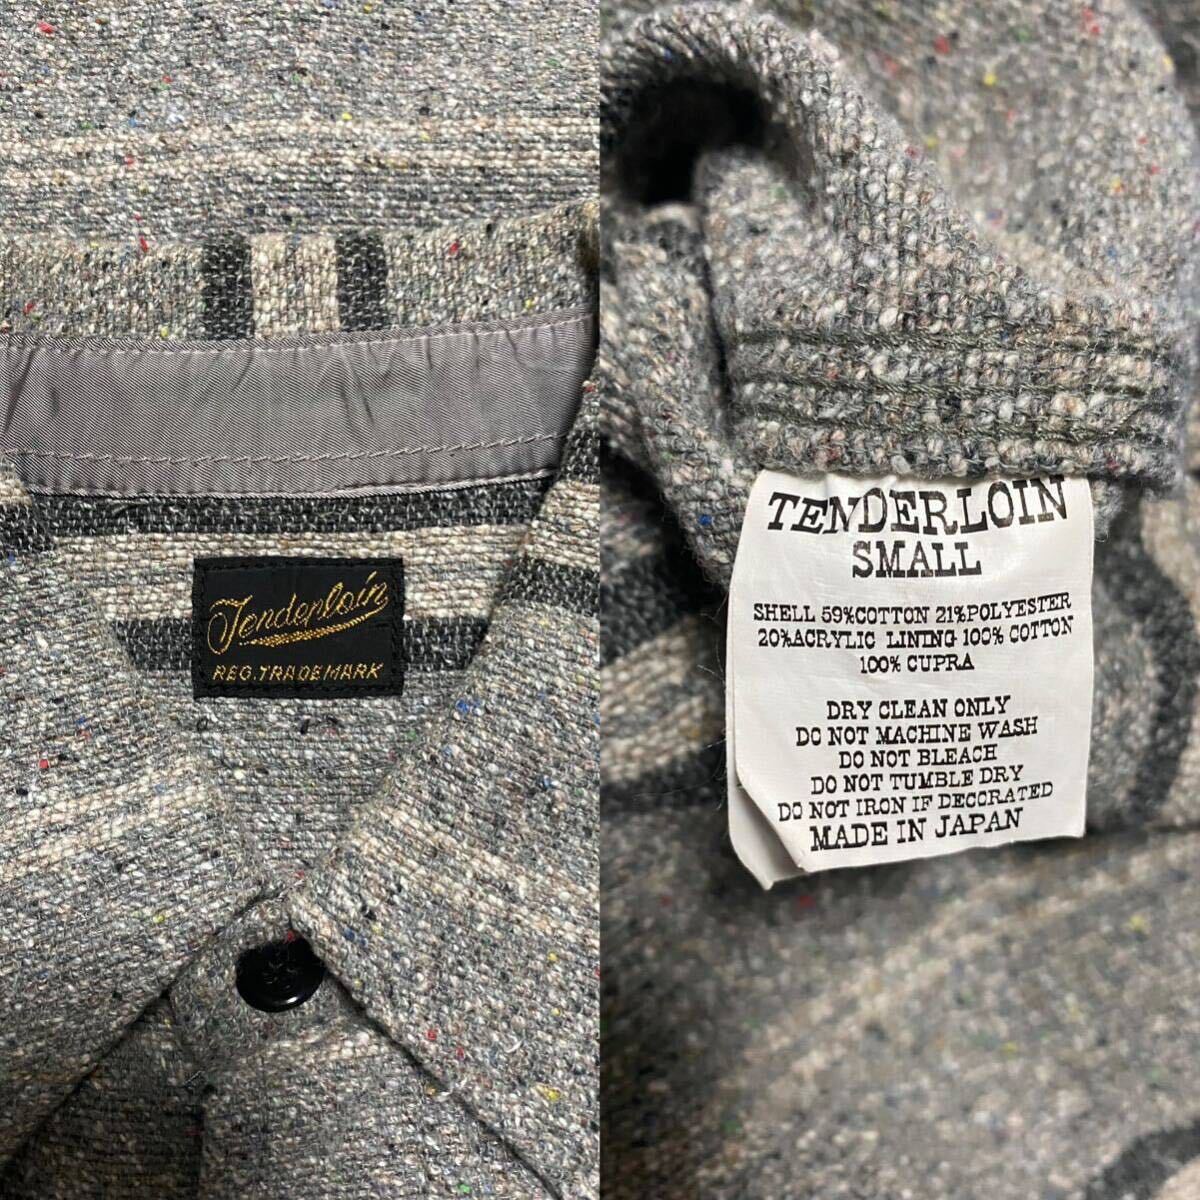 Tenderloin
REG. TRADEMARK
TENDERLOIN
SMALL
SHELL 59%COTTON 21%POLYESTER
20%ACRYLIC LINING 100% COTTON
100% CUPRA
DRY CLEAN ONLY
DO NOT MACHINE WASH
DO NOT BLEACH
DO NOT TUMBLE DRY
DO NOT IRON IF DECORATED
MADE IN JAPAN